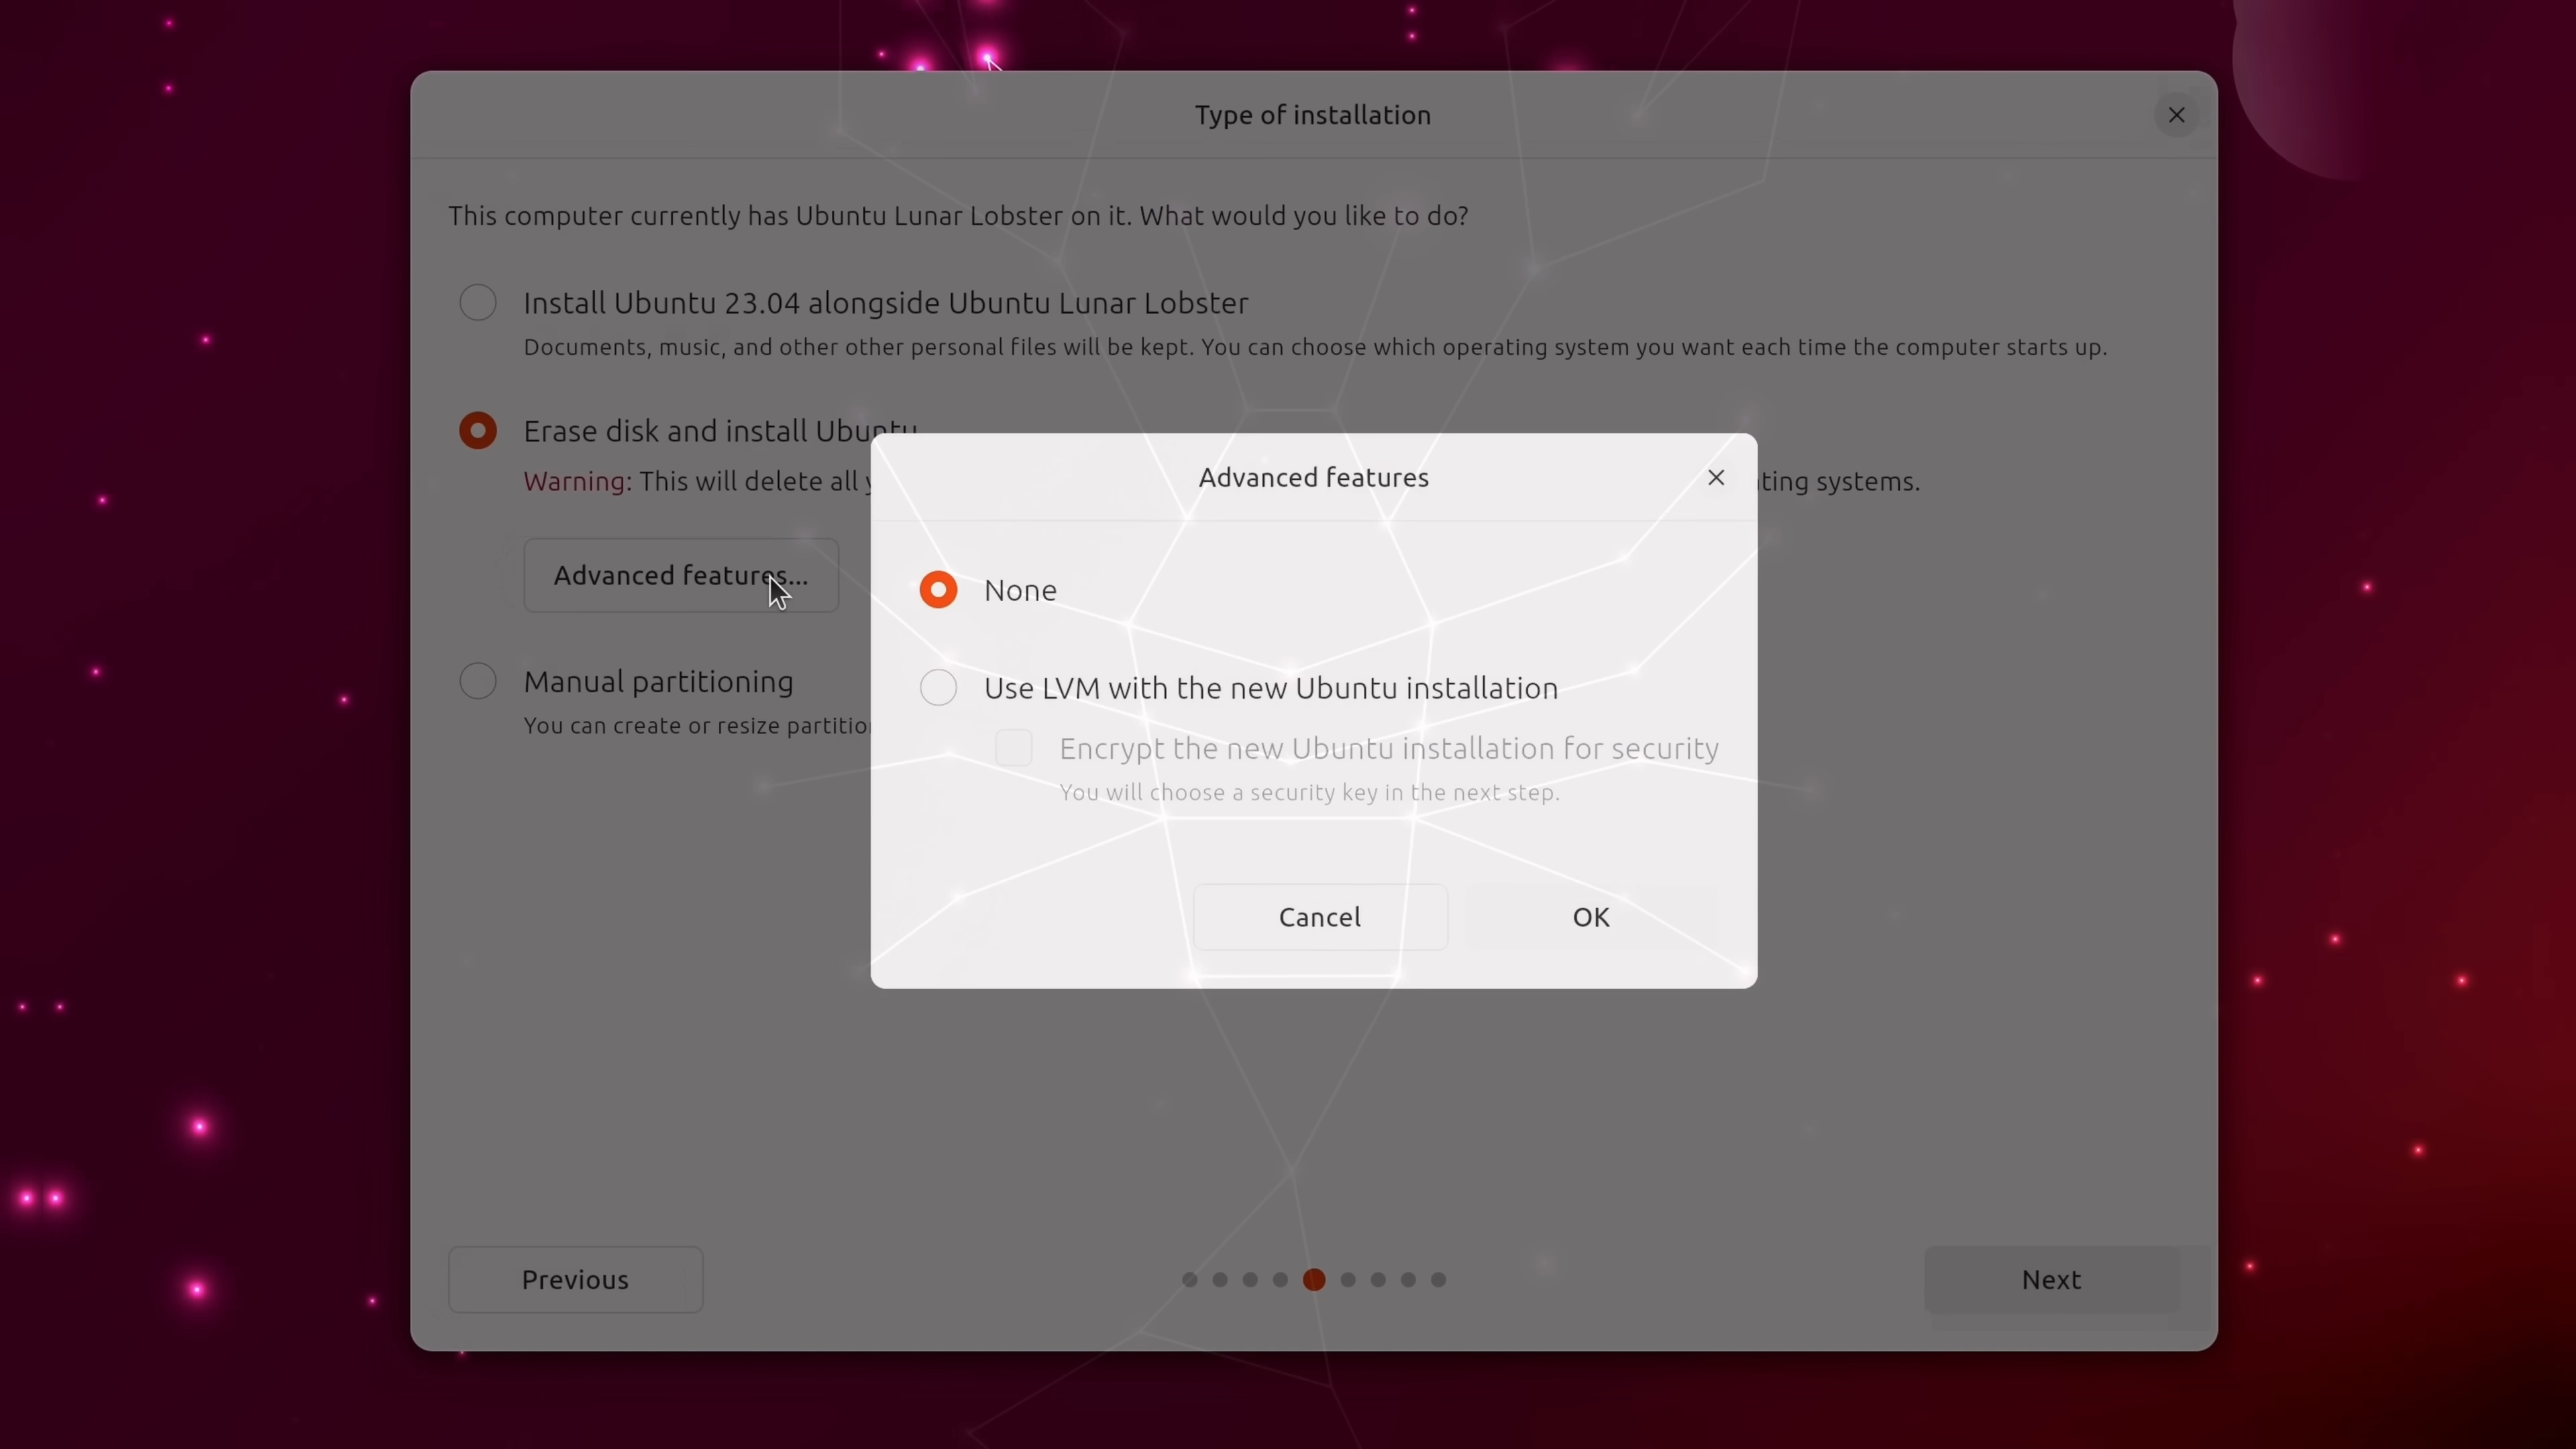 Type of installation
This computer currently has Ubuntu Lunar Lobster on it. What would you like to do?
Install Ubuntu 23.04 alongside Ubuntu Lunar Lobster
Documents, music, and other other personal files will be kept. You can choose which operating system you want each time the computer starts up.
Erase disk and install Ubuntu
Warning: This will delete all systems.
Advanced features...
Manual partitioning
You can create or resize
Advanced features
None
Use LVM with the new Ubuntu installation
Encrypt the new Ubuntu installation for security
You will choose a security key in the next step.
Cancel
OK
Previous
Next